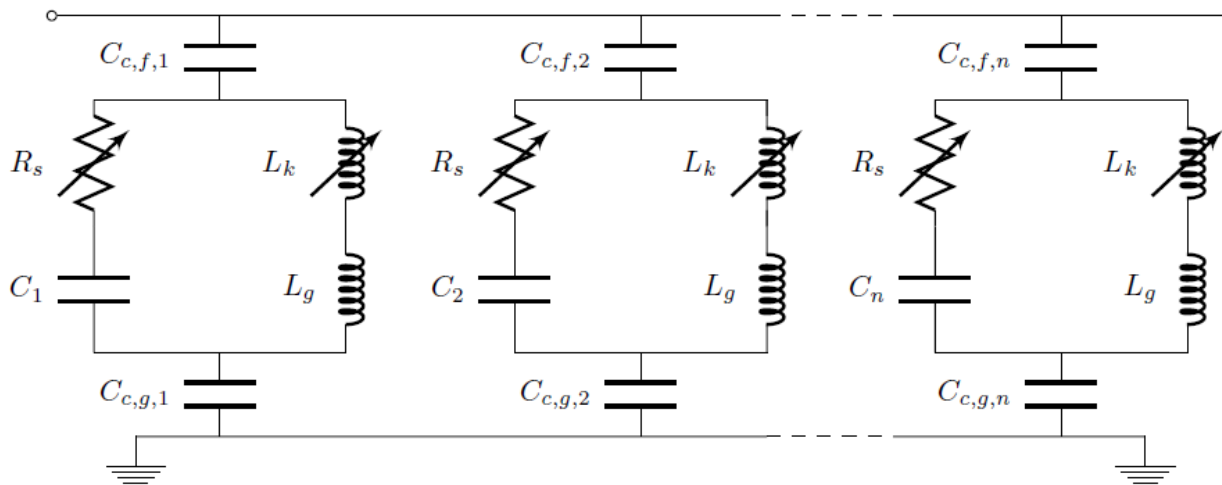 C_{c,f,1} C_{c,f,2} C_{c,f,n}
R_s L_k R_s L_k R_s L_k
C_1 L_g C_2 L_g C_n L_g
C_{c,g,1} C_{c,g,2} C_{c,g,n}